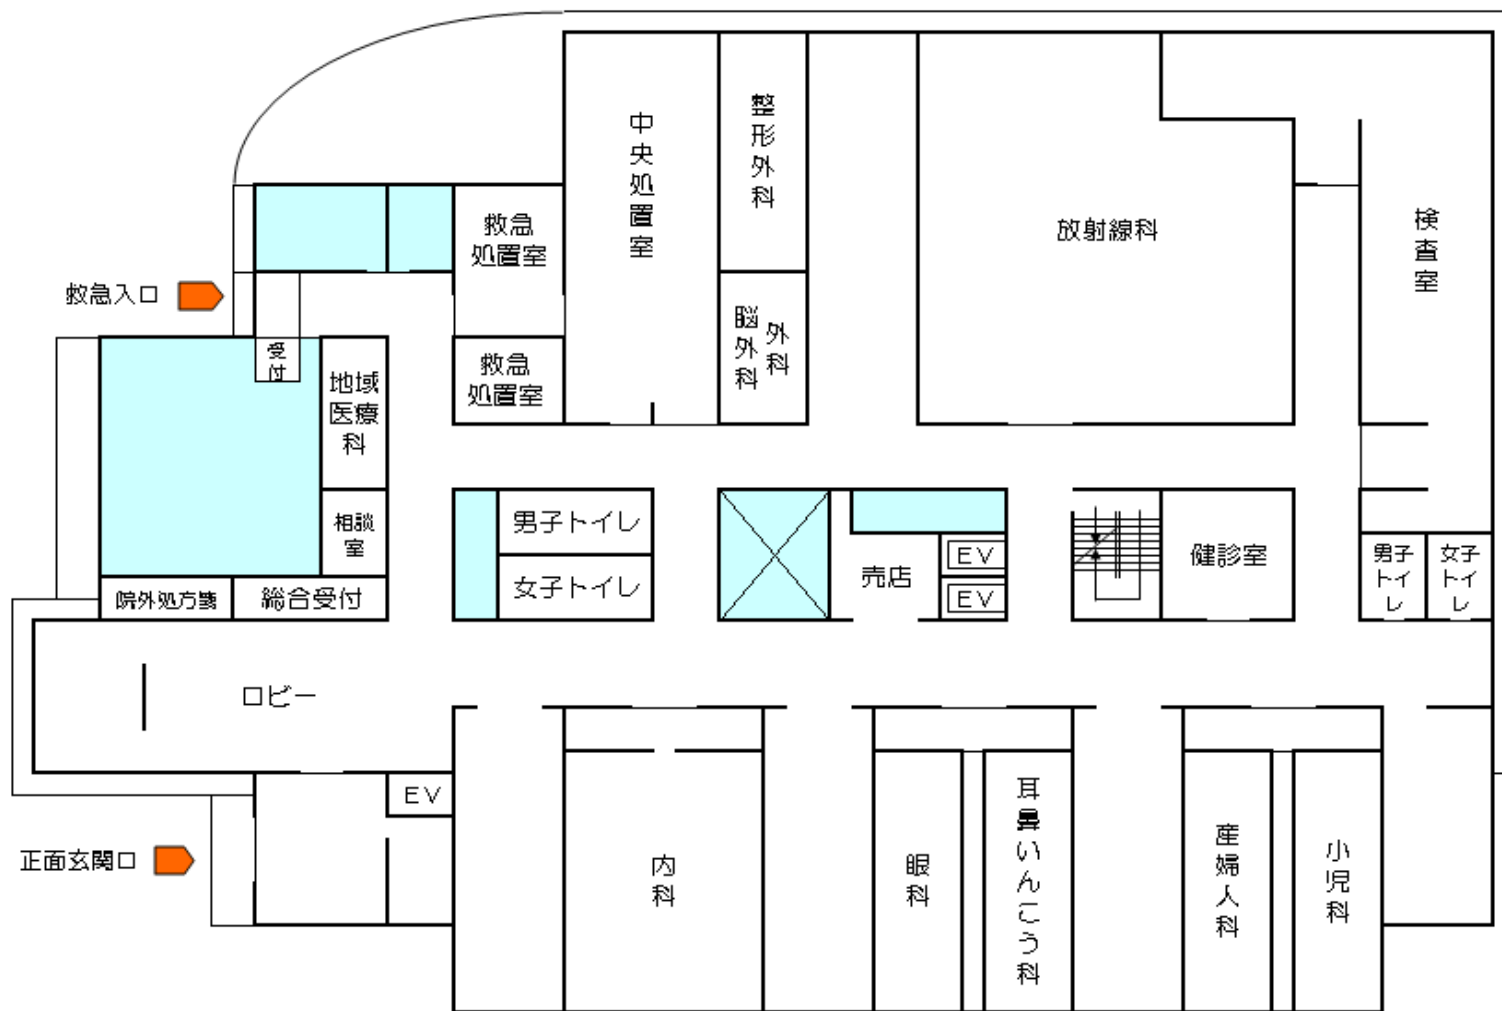 中央処置室
整形外科
救急
処置室
放射線科
検査室
救急入口
受付
脳外科
外科
救急
処置室
地域
医療
科
相談
室
男子トイレ
女子トイレ
売店
EV
EV
健診室
男子
トイ
レ
女子
トイ
レ
院外処方箋
総合受付
ロビー
EV
正面玄関口
内科
眼科
耳鼻いんこう科
産婦人科
小児科